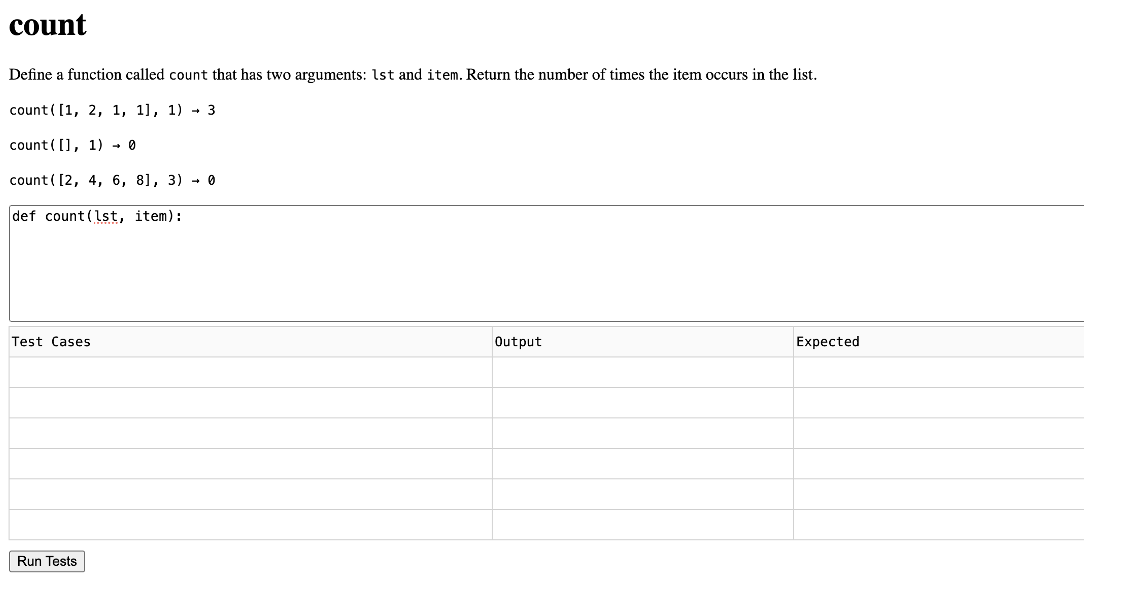 count
Define a function called count that has two arguments: lst and item. Return the number of times the item occurs in the list.
count([1, 2, 1, 1], 1) → 3
count([], 1) → 0
count([2, 4, 6, 8], 3) → 0
def count(lst, item):
Test Cases Output Expected
Run Tests